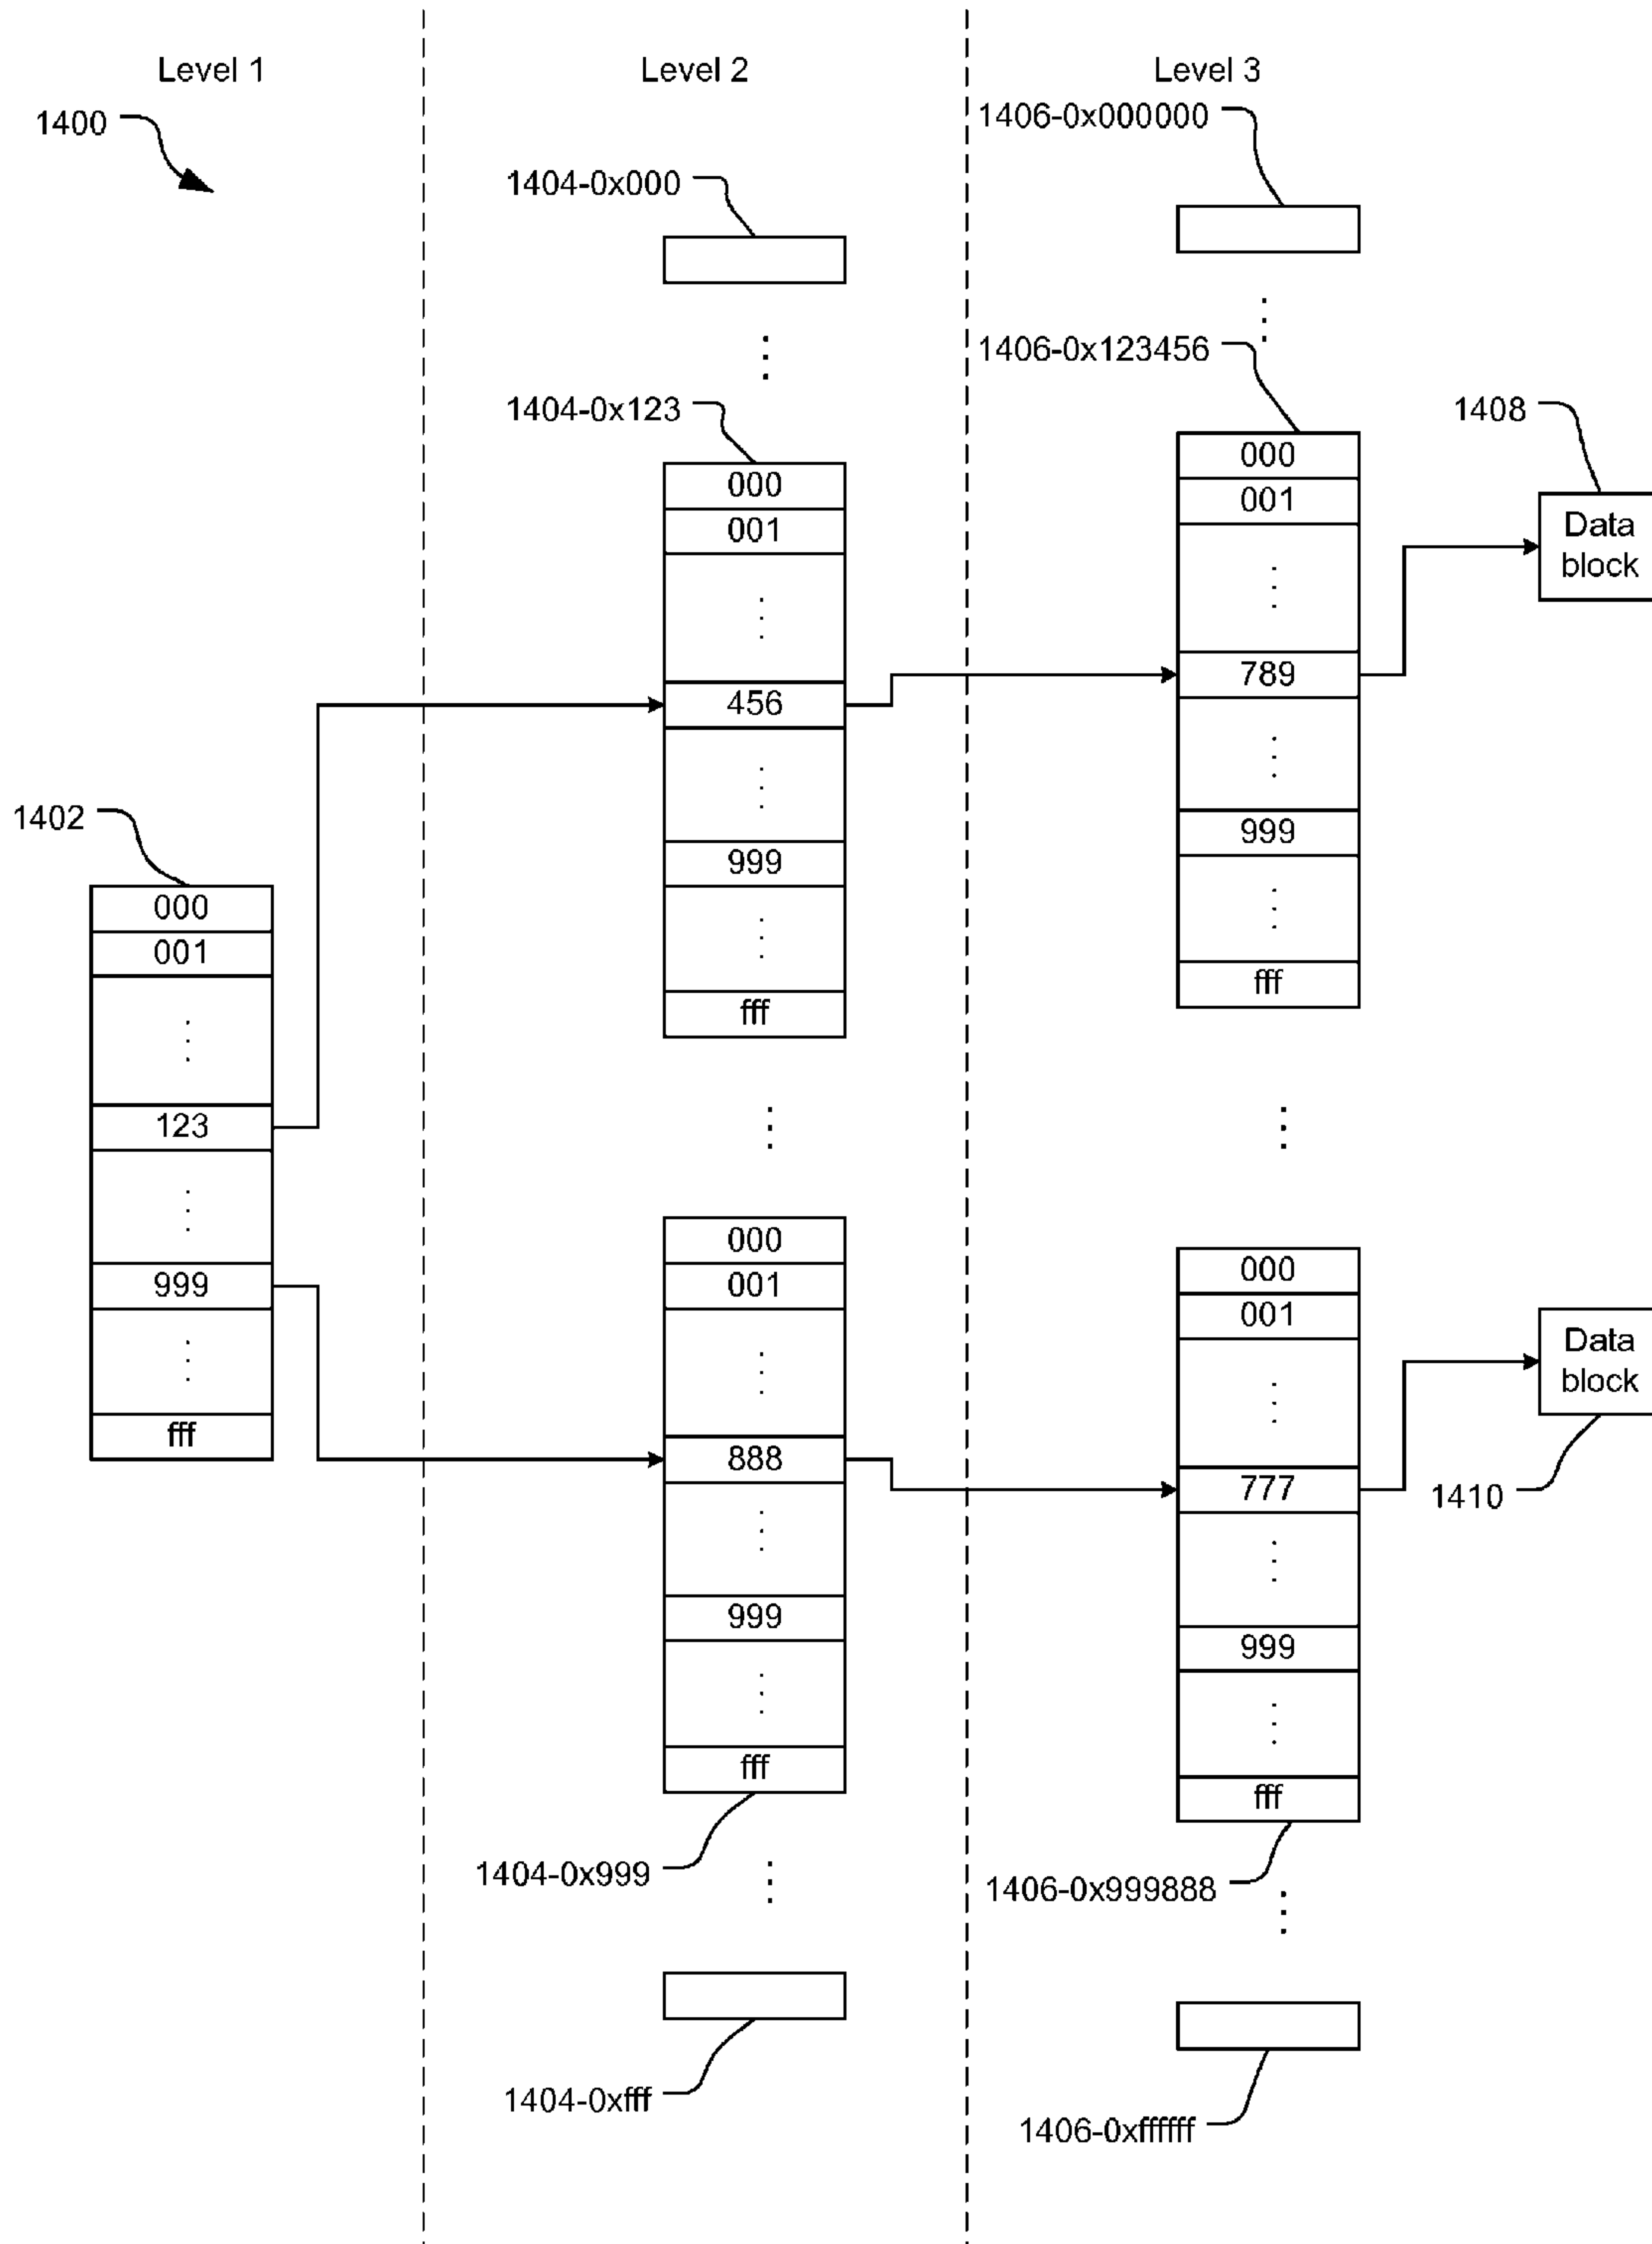 Level 1
Level 2
Level 3
1400
1406-0x000000
1404-0x000
1406-0x123456
1404-0x123
1408
000
001
456
999
fff
000
001
789
999
fff
Data
block
1402
000
001
123
999
fff
000
001
888
999
fff
1404-0x999
000
001
777
999
fff
1406-0x999888
Data
block
1410
1404-0xfff
1406-0xffffff